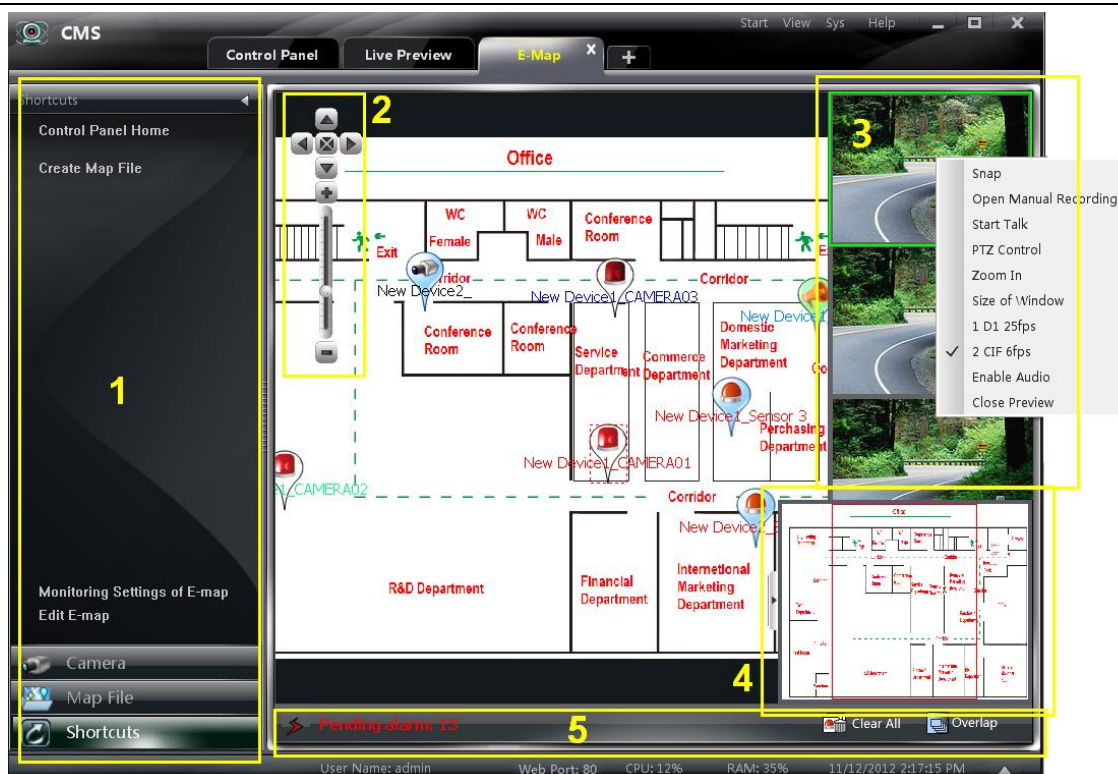 CMS
Start View Sys Help
Control Panel
Live Preview
E-Map
Shortcuts
Control Panel Home
Create Map File
1
Monitoring Settings of E-map
Edit E-map
Camera
Map File
Shortcuts
2
Office
WC
Female
WC
Male
Conference
Room
Exit
Corridor
New Device2_
New Device1_CAMERA03
New Device1
Conference
Room
Conference
Room
Service
Department
Commerce
Department
Domestic
Marketing
Department
New Device1_Sensor 3
Purchasing
Department
New Device1_CAMERA01
CAMERA02
Corridor
New Device2_
R&D Department
Financial
Department
International
Marketing
Department
3
Snap
Open Manual Recording
Start Talk
PTZ Control
Zoom In
Size of Window
1 D1 25fps
2 CIF 6fps
Enable Audio
Close Preview
4
Office
Pending alarm: 15
5
Clear All
Overlap
User Name: admin
Web Port: 80
CPU: 12%
RAM: 35%
11/12/2012 2:17:15 PM